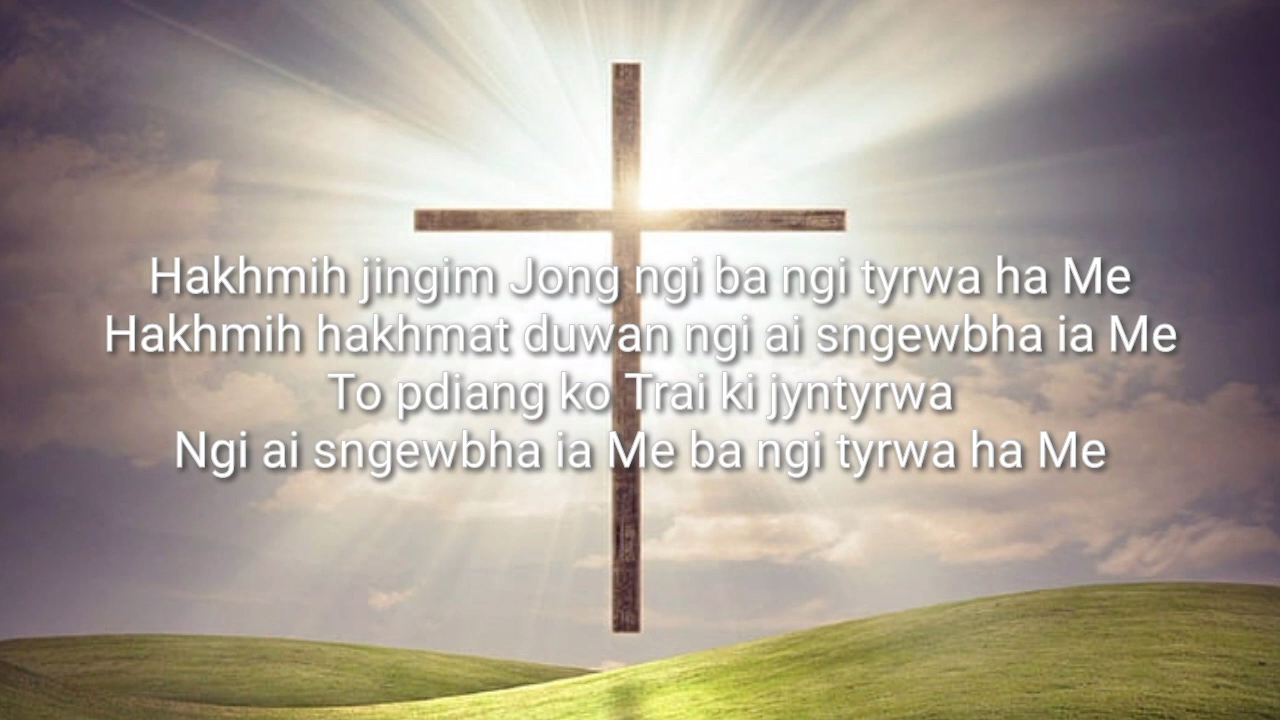 Hakhmih jingim Jong ngi ba ngi tyrwa ha Me
Hakhmih hakhmat duwan ngi ai sngewbha ia Me
To pdiang ko Trai ki jyntyrwa
Ngi ai sngewbha ia Me ba ngi tyrwa ha Me